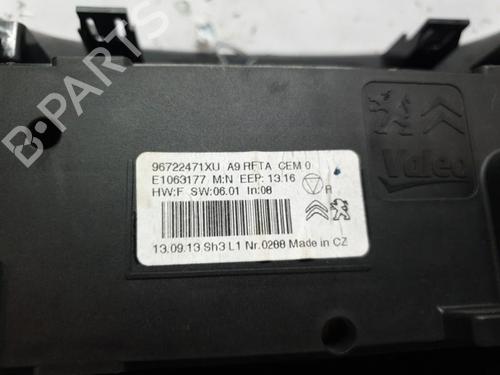 B-PARTS
Valeo
96722471XU A9 RFTA CEM 0
E1063177 M:N EEP: 13.16
HW:F SW:06.01 In:08
R
13.09.13 Sh3 L1 Nr.0288 Made in CZ